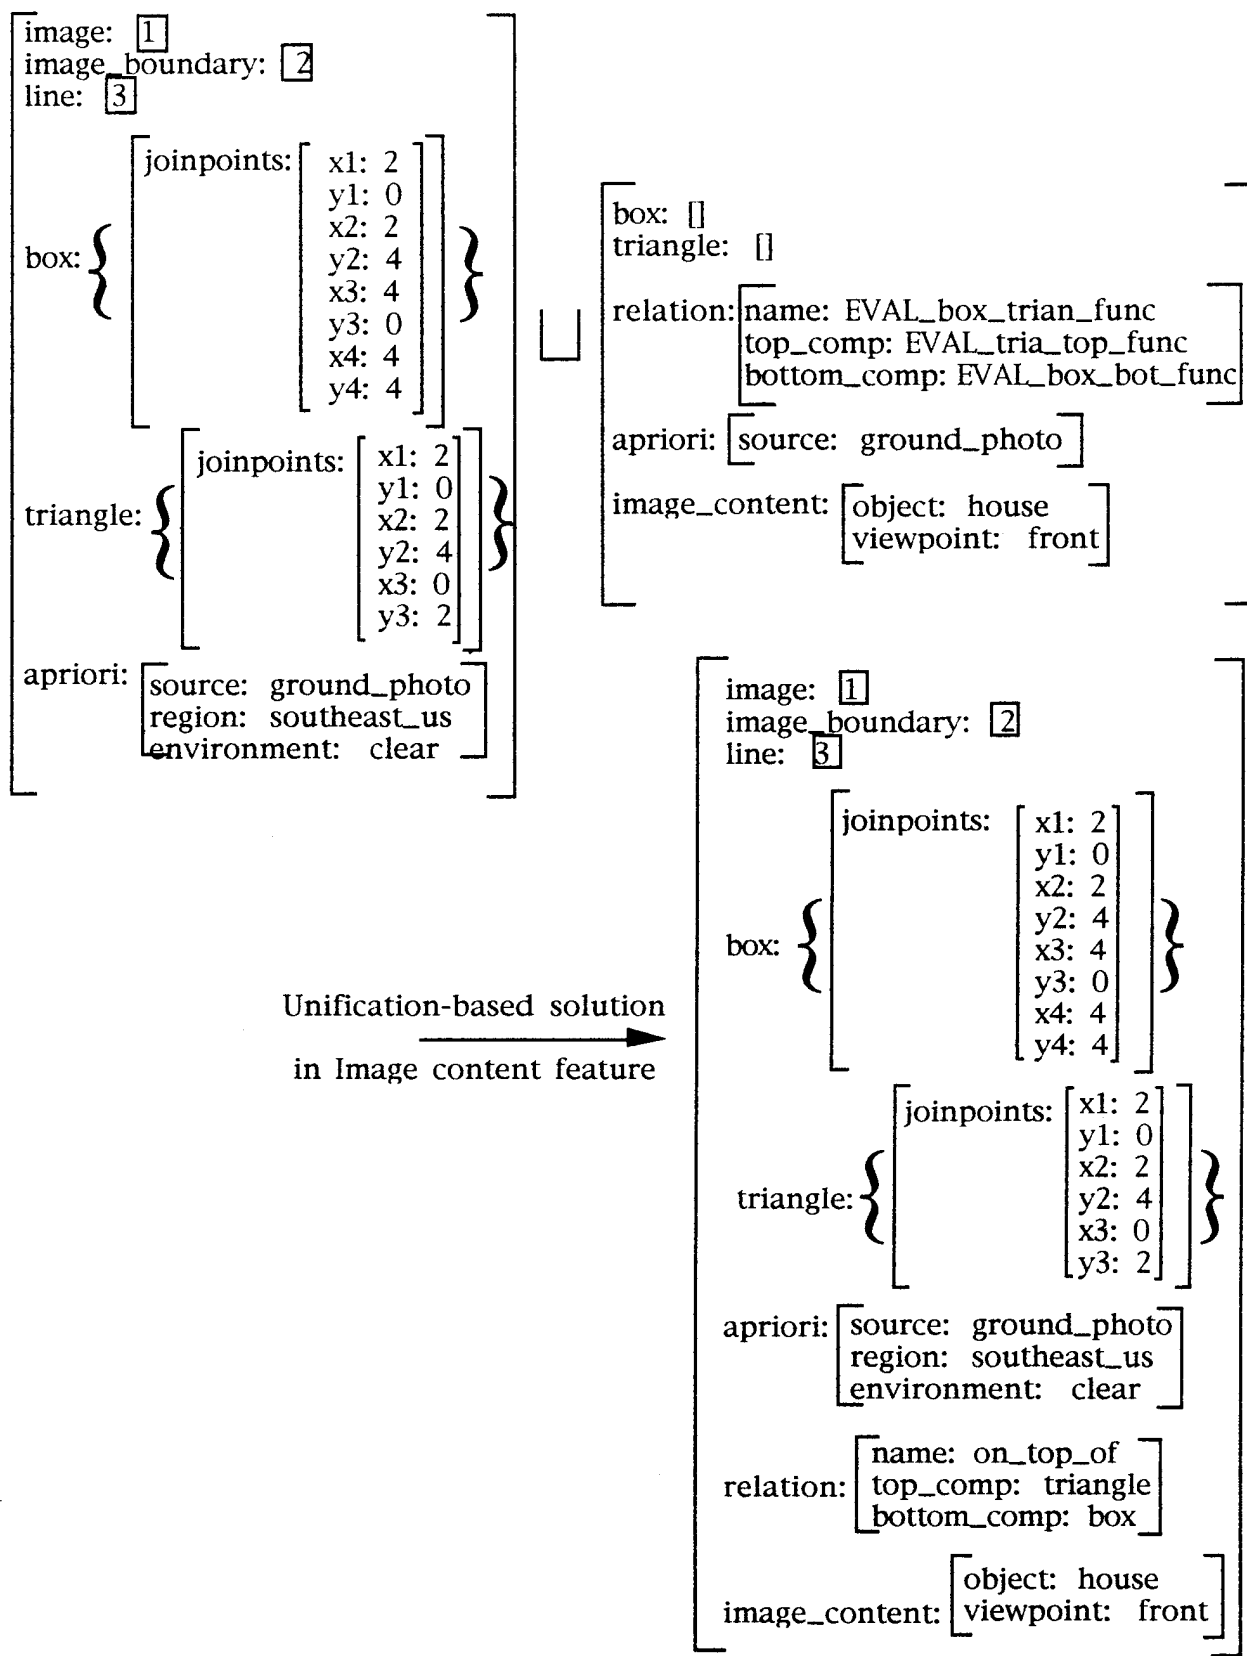 image: 1
image_boundary: 2
line: 3
box:
joinpoints:
x1: 2
y1: 0
x2: 2
y2: 4
x3: 4
y3: 0
x4: 4
y4: 4
triangle:
joinpoints:
x1: 2
y1: 0
x2: 2
y2: 4
x3: 0
y3: 2
apriori:
source: ground_photo
region: southeast_us
environment: clear
box: []
triangle: []
relation: name: EVAL_box_trian_func
top_comp: EVAL_tria_top_func
bottom_comp: EVAL_box_bot_func
apriori: source: ground_photo
image_content: object: house
viewpoint: front
Unification-based solution
in Image content feature
image: 1
image_boundary: 2
line: 3
box:
joinpoints:
x1: 2
y1: 0
x2: 2
y2: 4
x3: 4
y3: 0
x4: 4
y4: 4
triangle:
joinpoints:
x1: 2
y1: 0
x2: 2
y2: 4
x3: 0
y3: 2
apriori: source: ground_photo
region: southeast_us
environment: clear
relation:
name: on_top_of
top_comp: triangle
bottom_comp: box
image_content:
object: house
viewpoint: front